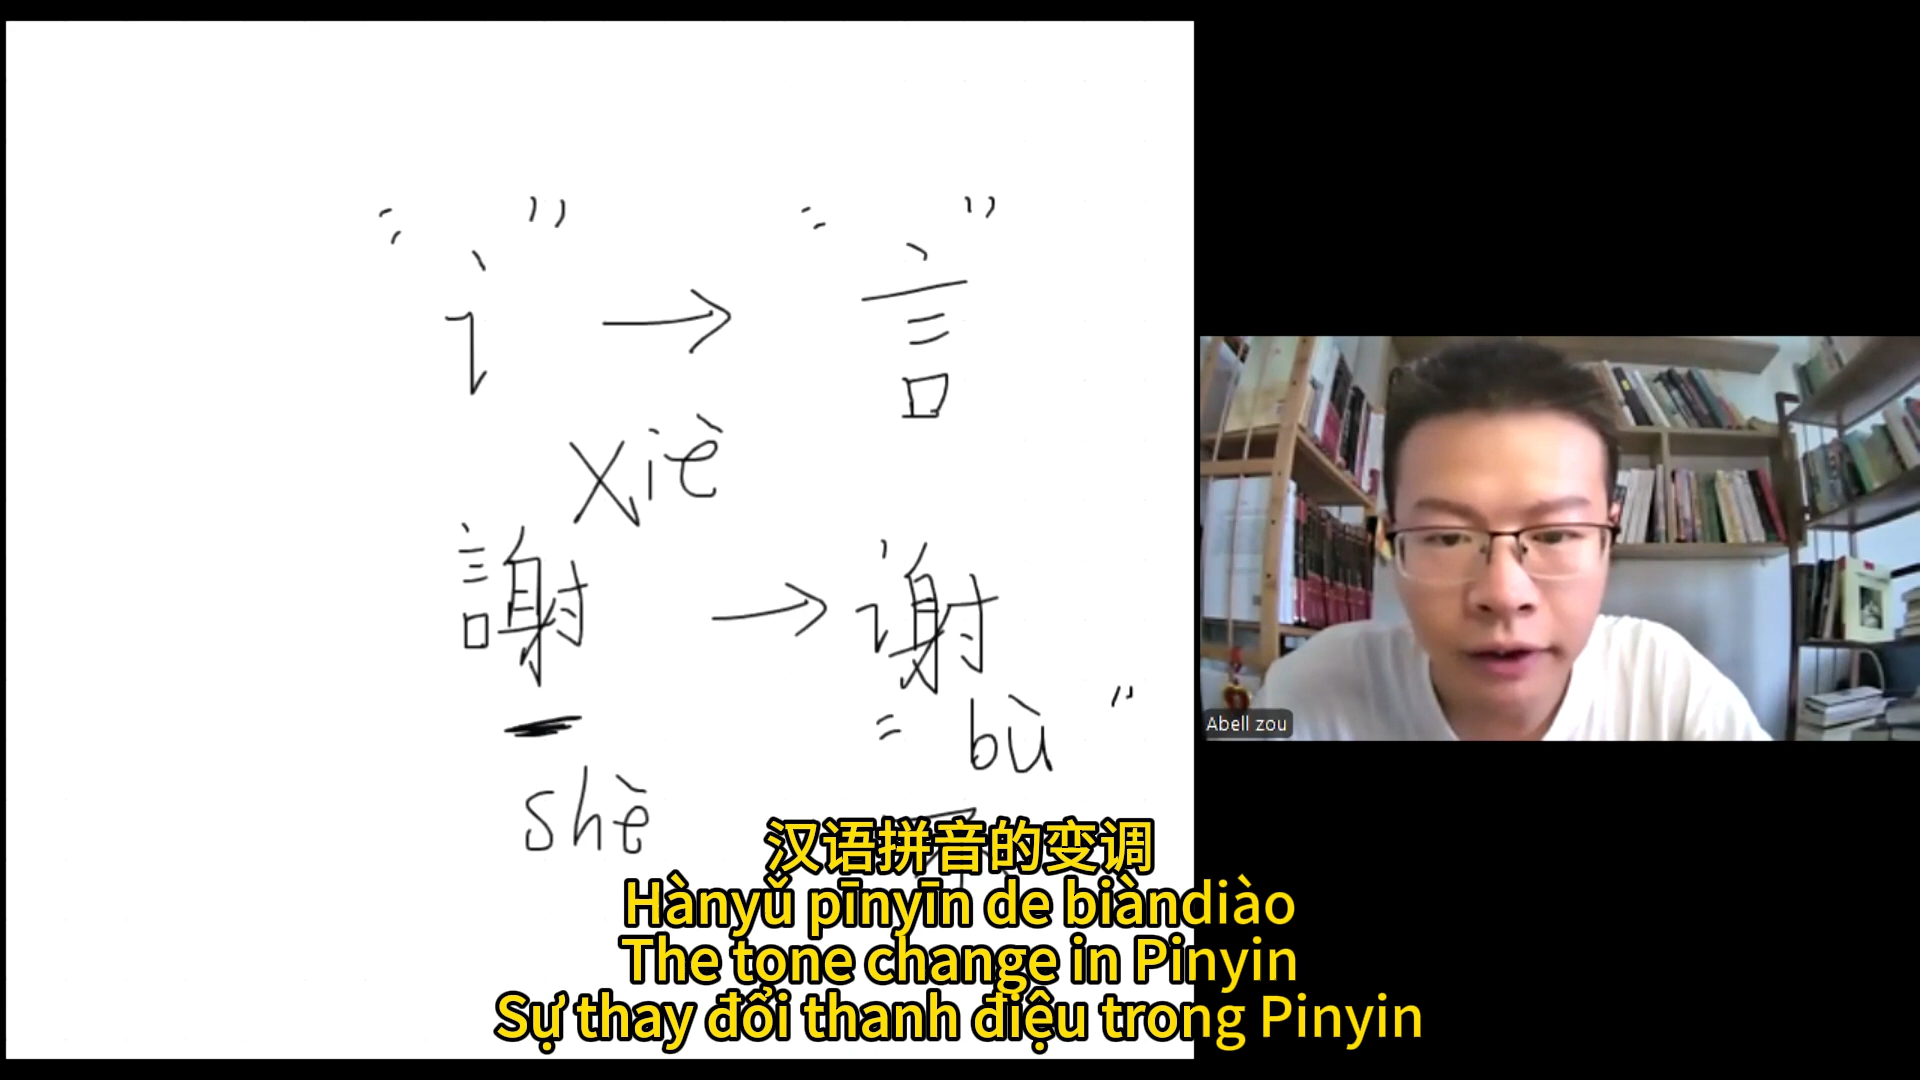 “ 讠 ” → “ 言 ”
xiè
謝 → 谢
shè
“ bù ”
不
Abell zou
汉语拼音的变调
Hànyǔ pīnyīn de biàndiào
The tone change in Pinyin
Sự thay đổi thanh điệu trong Pinyin